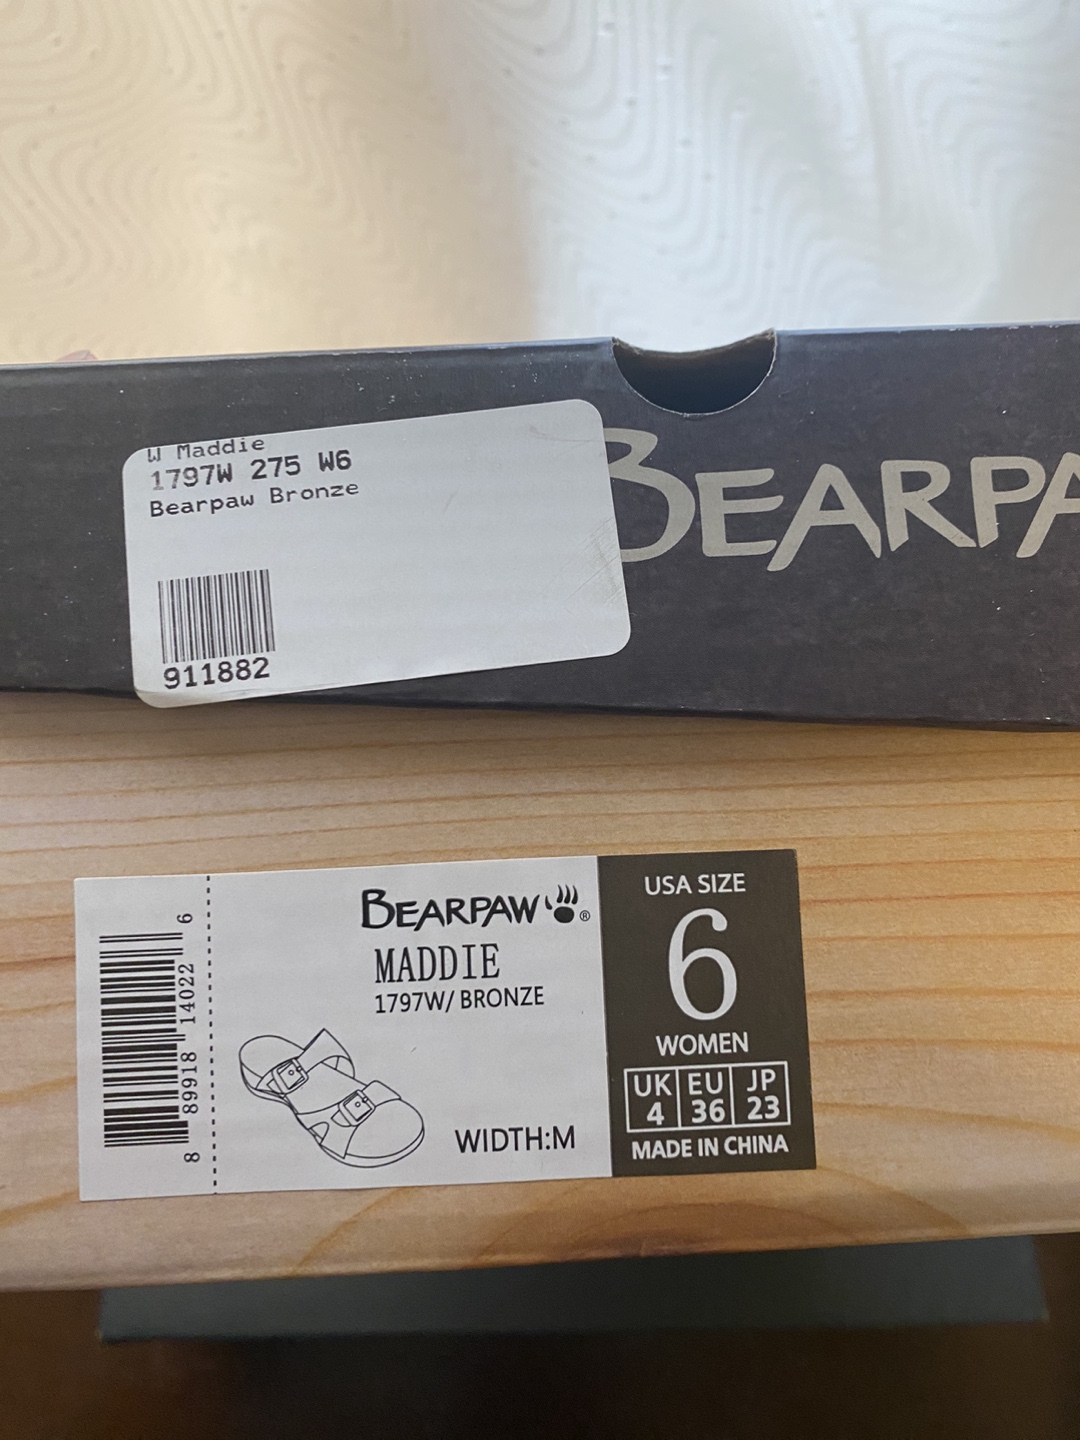 W Maddie
1797W 275 W6
Bearpaw Bronze
911882
BEARPA
BEARPAW®
MADDIE
1797W/ BRONZE
WIDTH:M
8 89918 14022 6
USA SIZE
6
WOMEN
UK EU JP
4 36 23
MADE IN CHINA